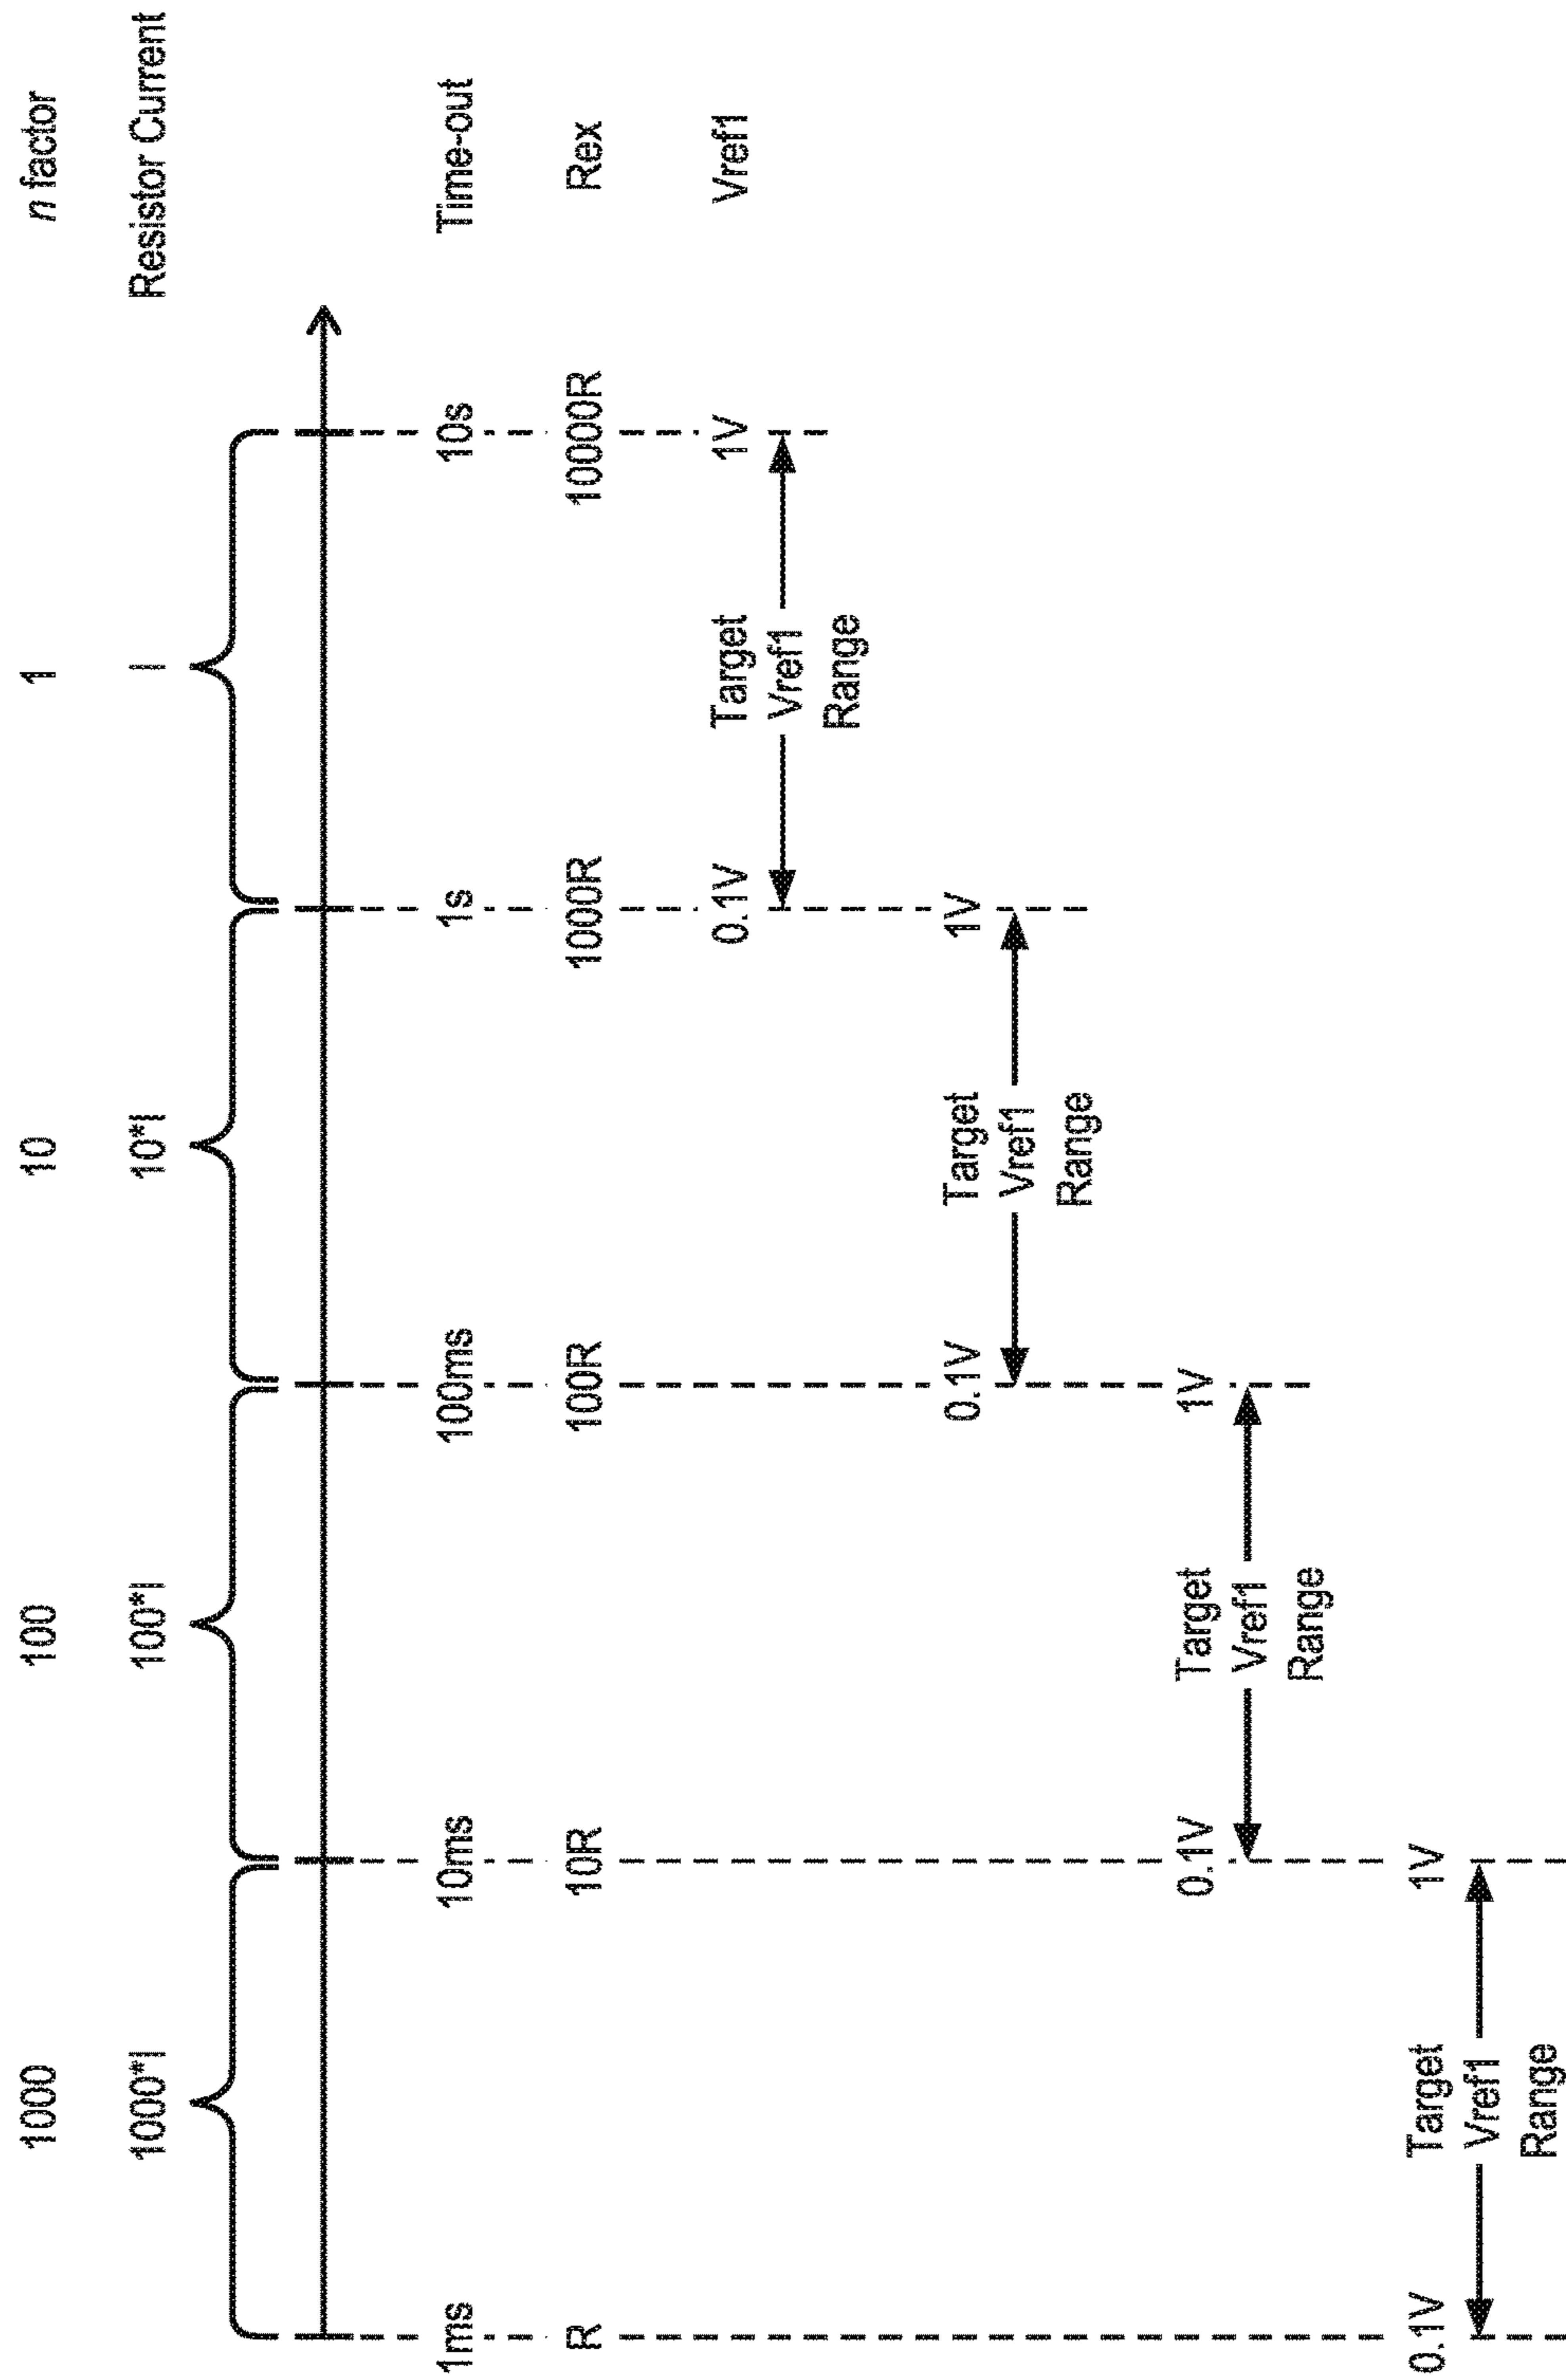 1000 100 10 1 n factor
1000*I 100*I 10*I I Resistor Current
1ms 10ms 100ms 1s 10s Time-out
R 10R 100R 1000R 10000R Rex
0.1V Target 1V Vref1
Vref1
Range
0.1V Target 1V
Vref1
Range
0.1V Target 1V
Vref1
Range
0.1V Target 1V
Vref1
Range